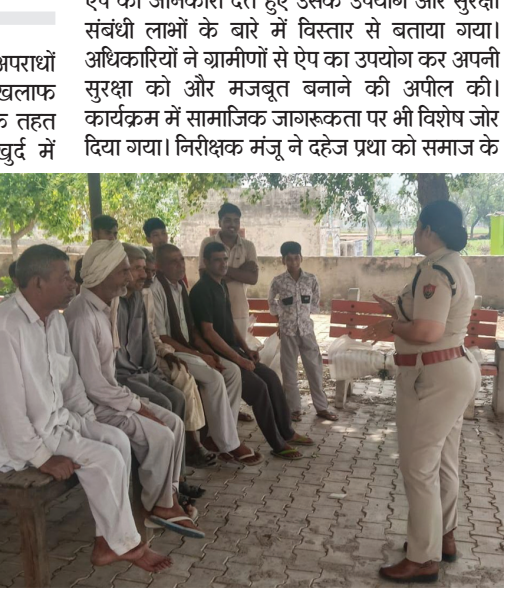 अपराधों
खलाफ
तहत
खुर्द में
ऐप की जानकारी देते हुए उसके उपयोग और सुरक्षा
संबंधी लाभों के बारे में विस्तार से बताया गया।
अधिकारियों ने ग्रामीणों से ऐप का उपयोग कर अपनी
सुरक्षा को और मजबूत बनाने की अपील की।
कार्यक्रम में सामाजिक जागरूकता पर भी विशेष जोर
दिया गया। निरीक्षक मंजू ने दहेज प्रथा को समाज के